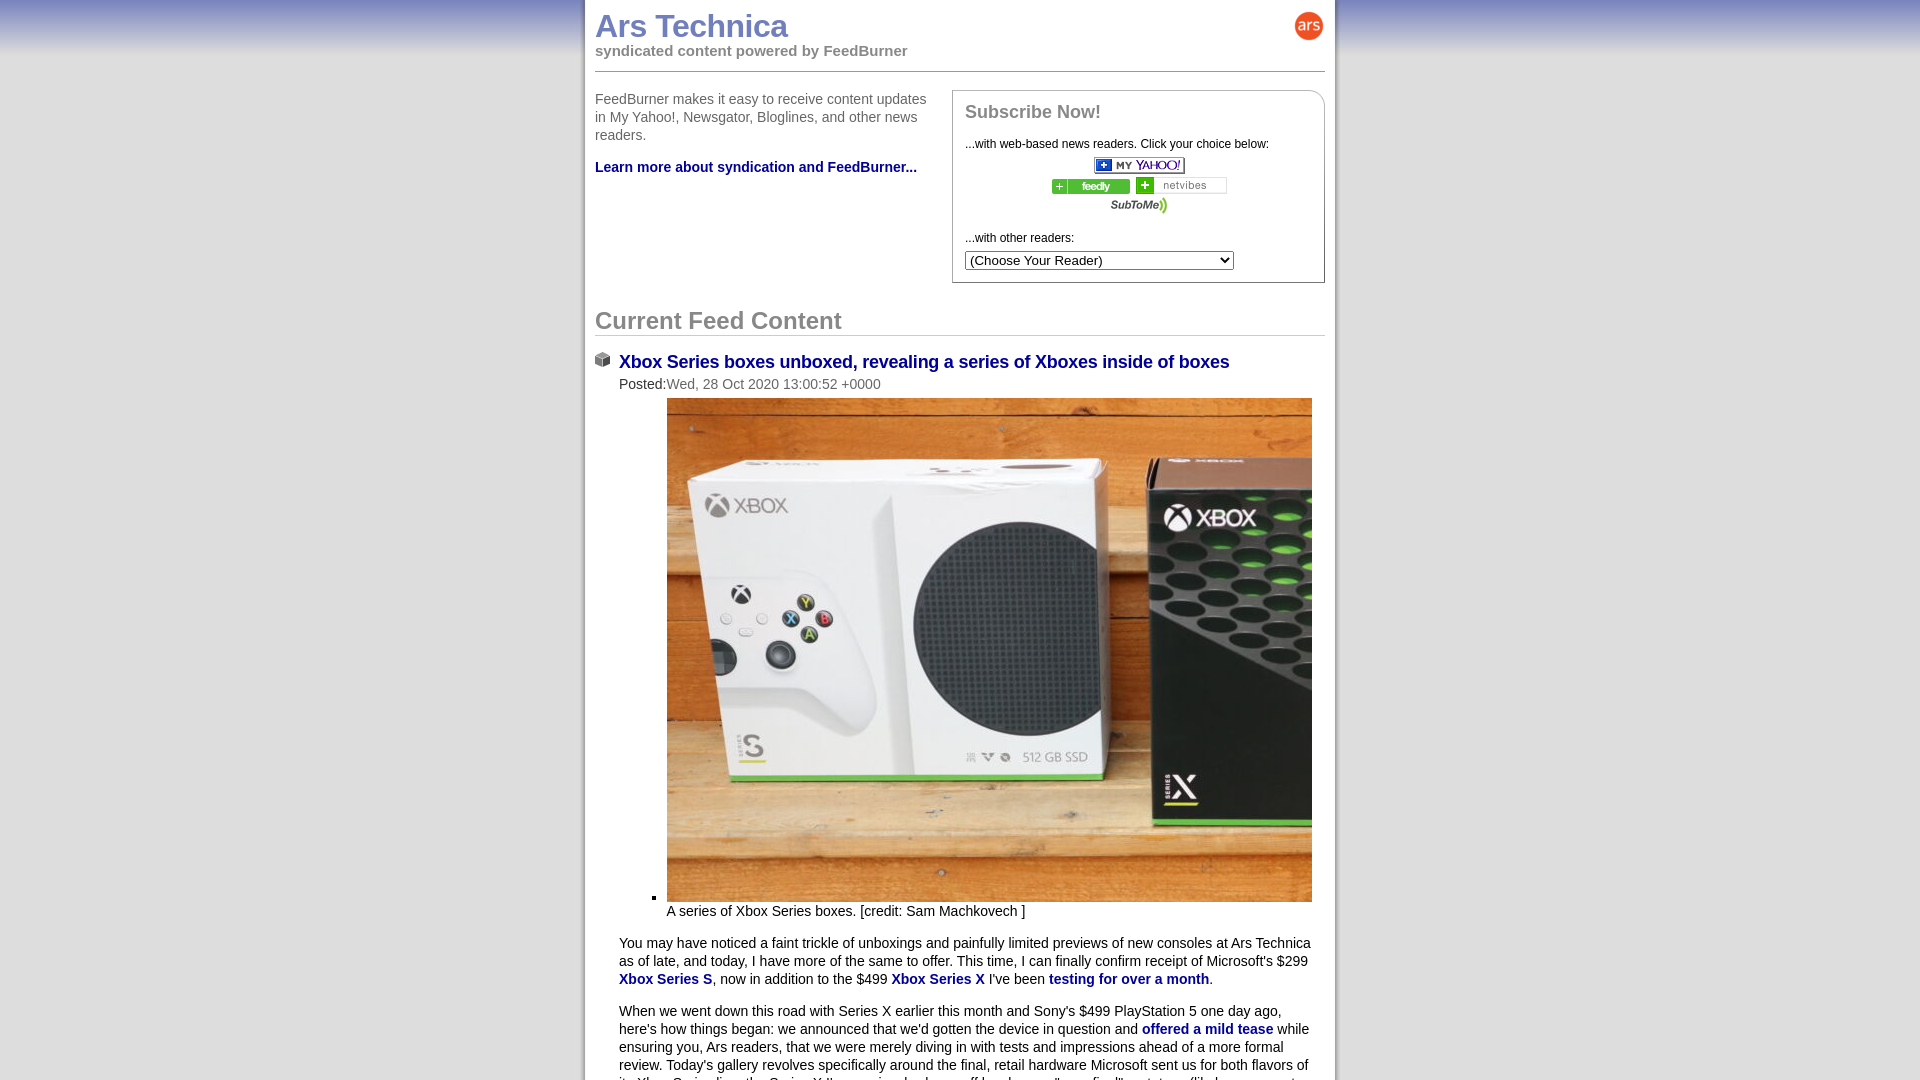 Ars Technica
ars
syndicated content powered by FeedBurner
FeedBurner makes it easy to receive content updates
in My Yahoo!, Newsgator, Bloglines, and other news
readers.
Learn more about syndication and FeedBurner...
Subscribe Now!
...with web-based news readers. Click your choice below:
MY YAHOO!
feedly
netvibes
SubToMe
...with other readers:
(Choose Your Reader)
Current Feed Content
Xbox Series boxes unboxed, revealing a series of Xboxes inside of boxes
Posted:Wed, 28 Oct 2020 13:00:52 +0000
XBOX
XBOX
Y
X
B
A
SERIES S
512 GB SSD
SERIES X
A series of Xbox Series boxes. [credit: Sam Machkovech ]
You may have noticed a faint trickle of unboxings and painfully limited previews of new consoles at Ars Technica
as of late, and today, I have more of the same to offer. This time, I can finally confirm receipt of Microsoft's $299
Xbox Series S, now in addition to the $499 Xbox Series X I've been testing for over a month.
When we went down this road with Series X earlier this month and Sony's $499 PlayStation 5 one day ago,
here's how things began: we announced that we'd gotten the device in question and offered a mild tease while
ensuring you, Ars readers, that we were merely diving in with tests and impressions ahead of a more formal
review. Today's gallery revolves specifically around the final, retail hardware Microsoft sent us for both flavors of